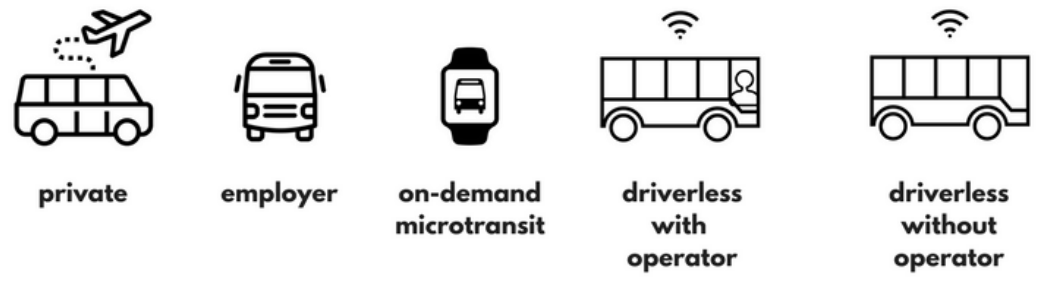 private
employer
on-demand
microtransit
driverless
with
operator
driverless
without
operator